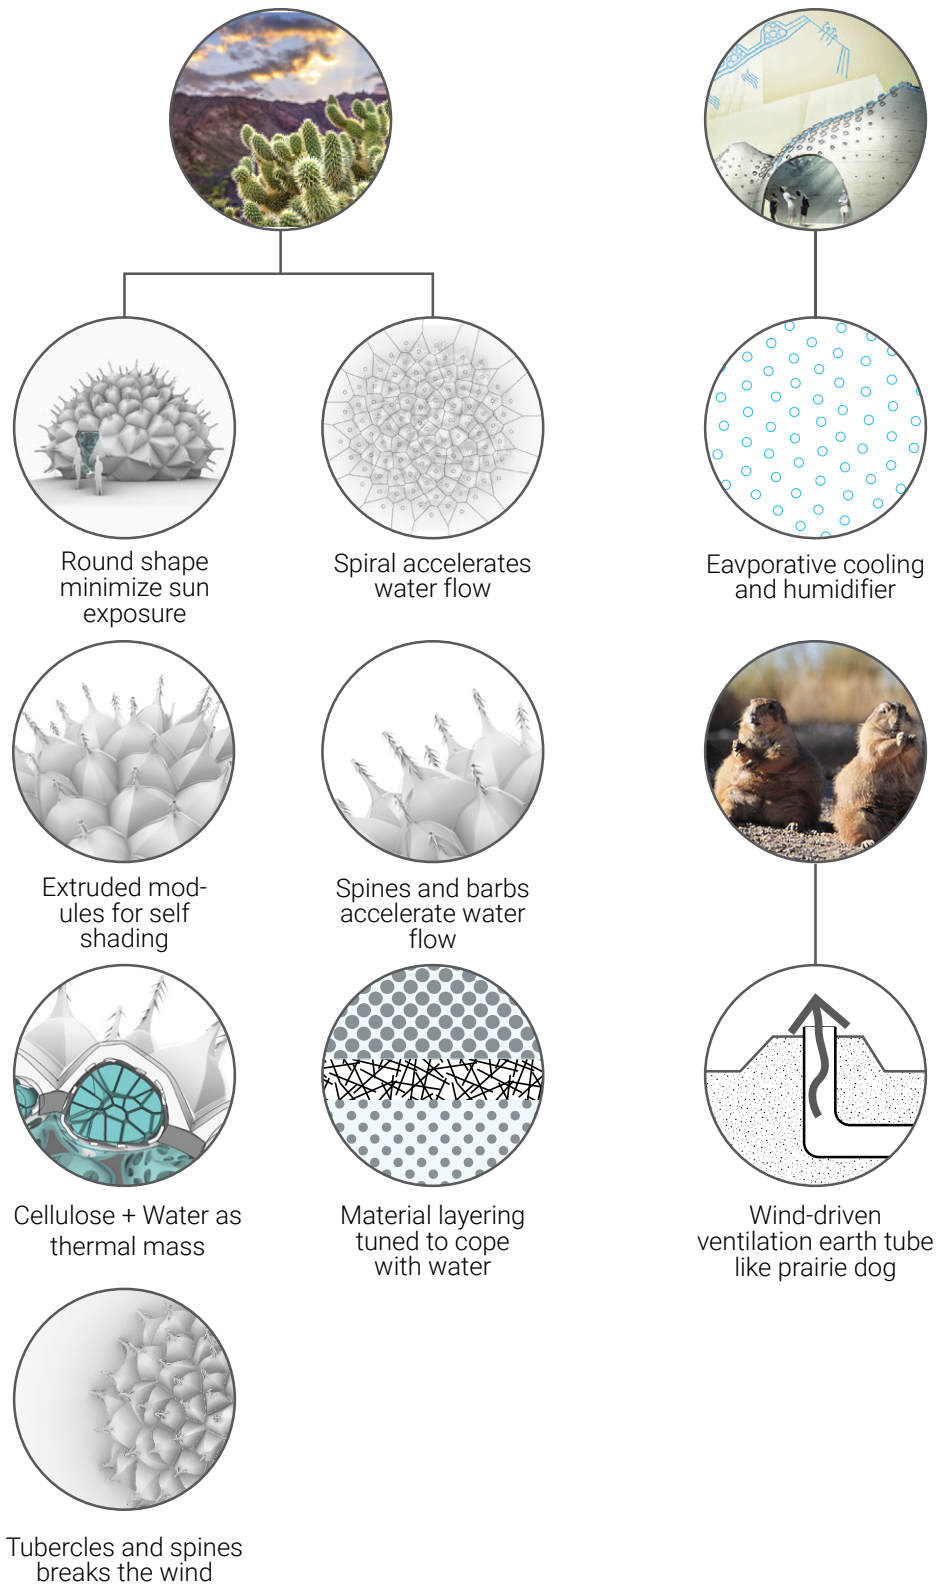 Round shape
minimize sun
exposure
Spiral accelerates
water flow
Eavporative cooling
and humidifier
Extruded mod-
ules for self
shading
Spines and barbs
accelerate water
flow
Cellulose + Water as
thermal mass
Material layering
tuned to cope
with water
Wind-driven
ventilation earth tube
like prairie dog
Tubercles and spines
breaks the wind